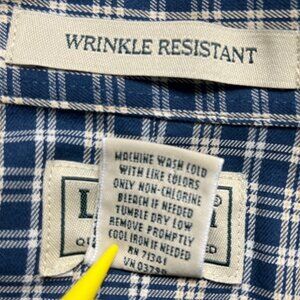 WRINKLE RESISTANT
MACHINE WASH COLD
WITH LIKE COLORS
ONLY NON-CHLORINE
BLEACH IF NEEDED
TUMBLE DRY LOW
REMOVE PROMPTLY
COOL IRON IF NEEDED
71341
L
®